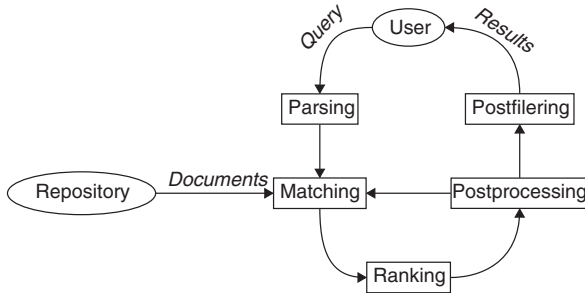 Query
User
Results
Parsing
Postfilering
Repository
Documents
Matching
Postprocessing
Ranking